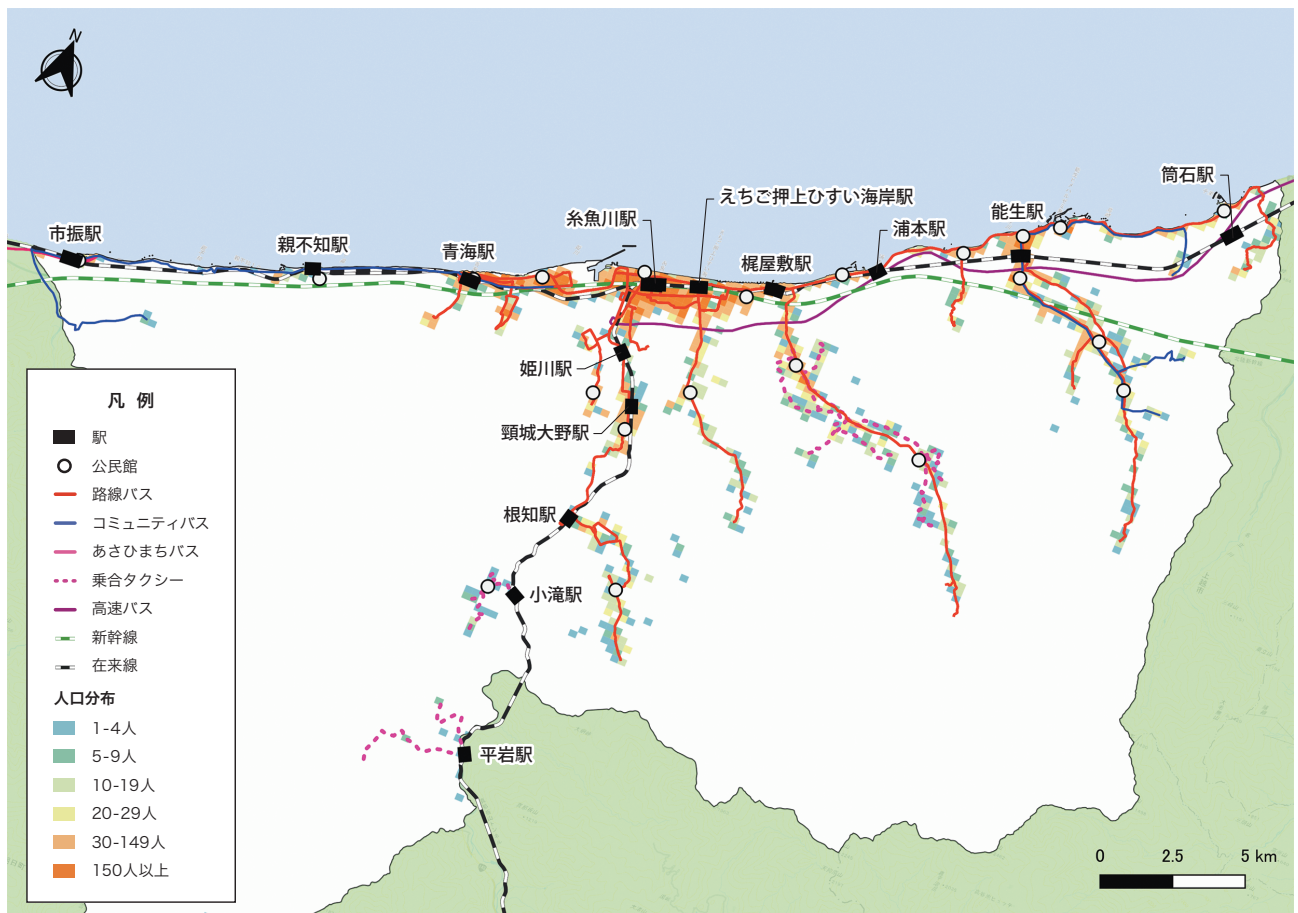 N
筒石駅
えちご押上ひすい海岸駅
糸魚川駅
能生駅
市振駅
浦本駅
親不知駅
青海駅
梶屋敷駅
姫川駅
凡 例
頸城大野駅
駅
公民館
路線バス
根知駅
コミュニティバス
あさひまちバス
乗合タクシー
小滝駅
高速バス
新幹線
在来線
人口分布
1-4人
5-9人
平岩駅
10-19人
20-29人
30-149人
150人以上
0 2.5 5 km